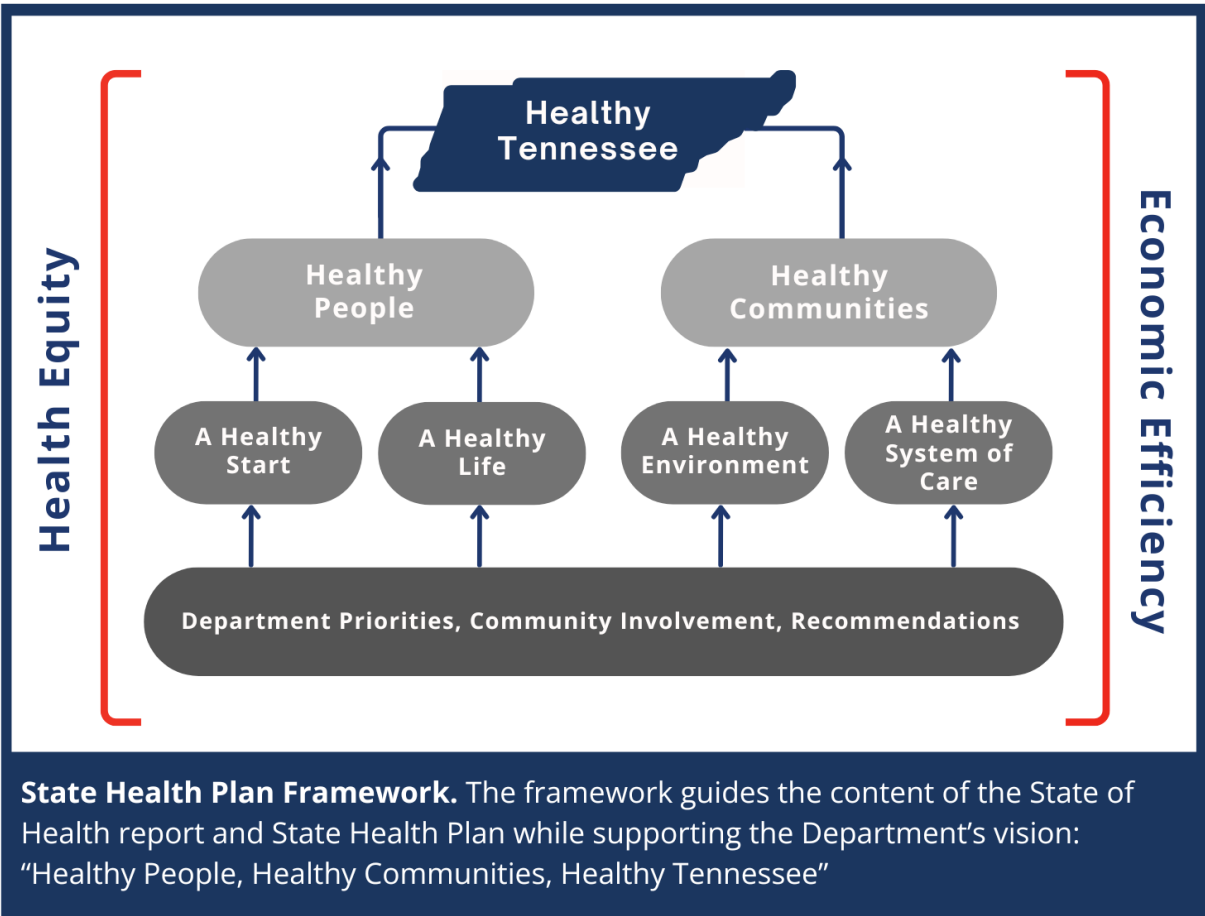 Healthy
Tennessee
Health Equity
Economic Efficiency
Healthy
People
Healthy
Communities
A Healthy
Start
A Healthy
Life
A Healthy
Environment
A Healthy
System of
Care
Department Priorities, Community Involvement, Recommendations
State Health Plan Framework. The framework guides the content of the State of
Health report and State Health Plan while supporting the Department’s vision:
“Healthy People, Healthy Communities, Healthy Tennessee”